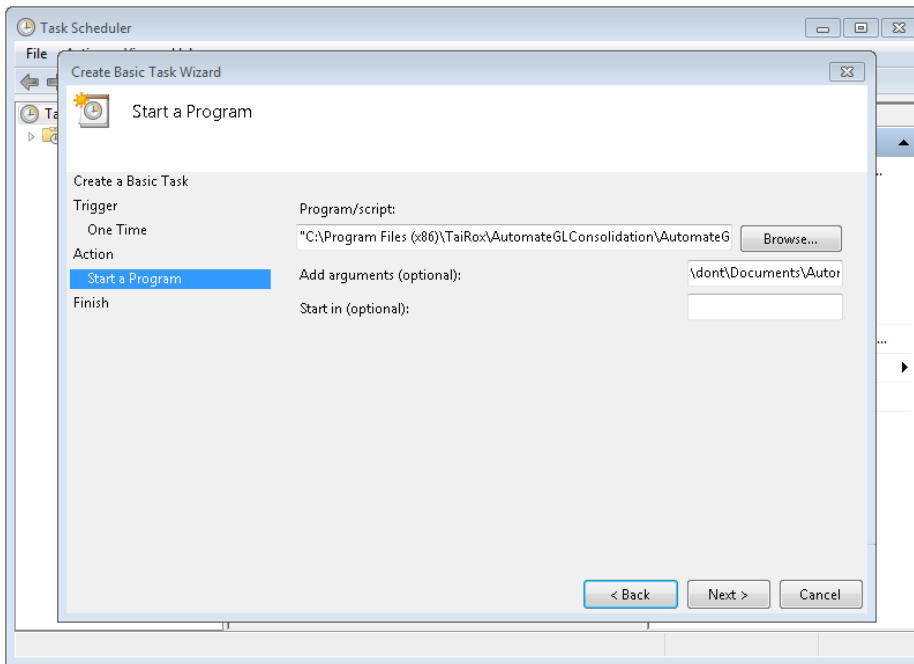 Task Scheduler
File
Create Basic Task Wizard
Start a Program
Create a Basic Task
Trigger
One Time
Action
Start a Program
Finish
Program/script:
"C:\Program Files (x86)\TaiRox\AutomateGLConsolidation\AutomateG
Browse...
Add arguments (optional):
\dont\Documents\Autor
Start in (optional):
< Back
Next >
Cancel